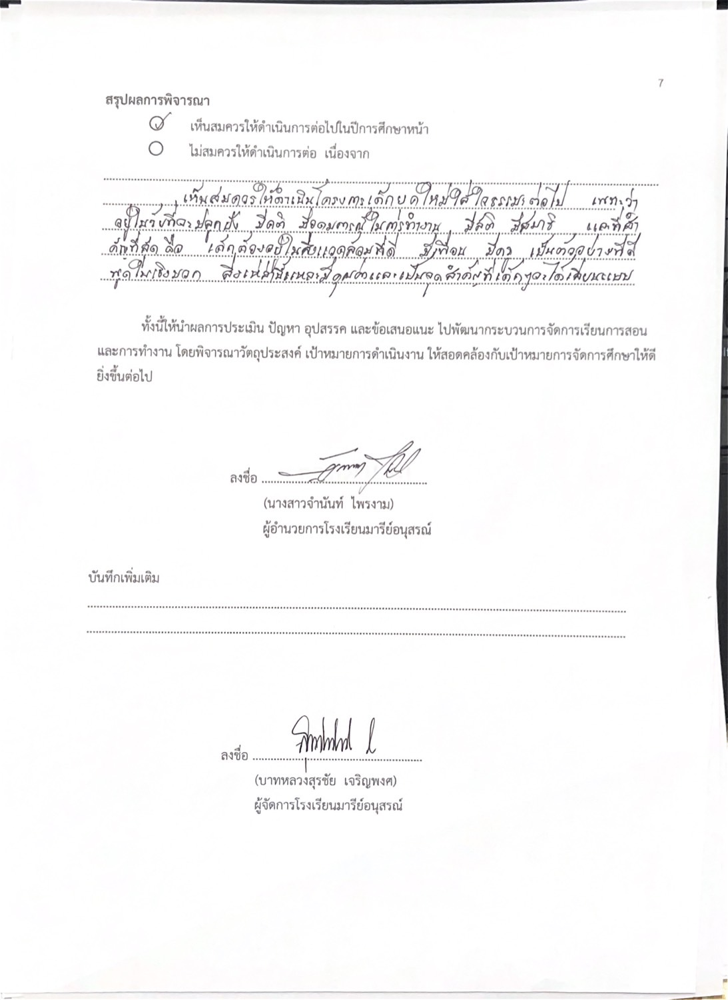 7
สรุปผลการพิจารณา
เห็นสมควรให้ดำเนินการต่อไปในปีการศึกษาหน้า
ไม่สมควรให้ดำเนินการต่อ เนื่องจาก
เห็นสมควรให้ดำเนินโครงการเด็กยุคใหม่ใส่ใจธรรมะต่อไป เพราะว่า
อยู่ในวัยที่จะปลูกฝัง มีคติ มีอุดมการณ์ในการทำงาน มีสติ มีสมาธิ และที่สำ
คัญที่สุด คือ เด็กต้องอยู่ในสิ่งแวดล้อมที่ดี มีเพื่อน มีครู เป็นตัวอย่างที่ดี
พูดในเชิงบวก สิ่งเหล่านี้แหละมีคุณค่าและเป็นจุดสำคัญที่เด็กๆจะได้เลียนแบบ
ทั้งนี้ให้นำผลการประเมิน ปัญหา อุปสรรค และข้อเสนอแนะ ไปพัฒนากระบวนการจัดการเรียนการสอน
และการทำงาน โดยพิจารณาวัตถุประสงค์ เป้าหมายการดำเนินงาน ให้สอดคล้องกับเป้าหมายการจัดการศึกษาให้ดี
ยิ่งขึ้นต่อไป
ลงชื่อ
(นางสาวจำนันท์ ไพรงาม)
ผู้อำนวยการโรงเรียนมารีย์อนุสรณ์
บันทึกเพิ่มเติม
ลงชื่อ
(บาทหลวงสุรชัย เจริญพงศ์)
ผู้จัดการโรงเรียนมารีย์อนุสรณ์